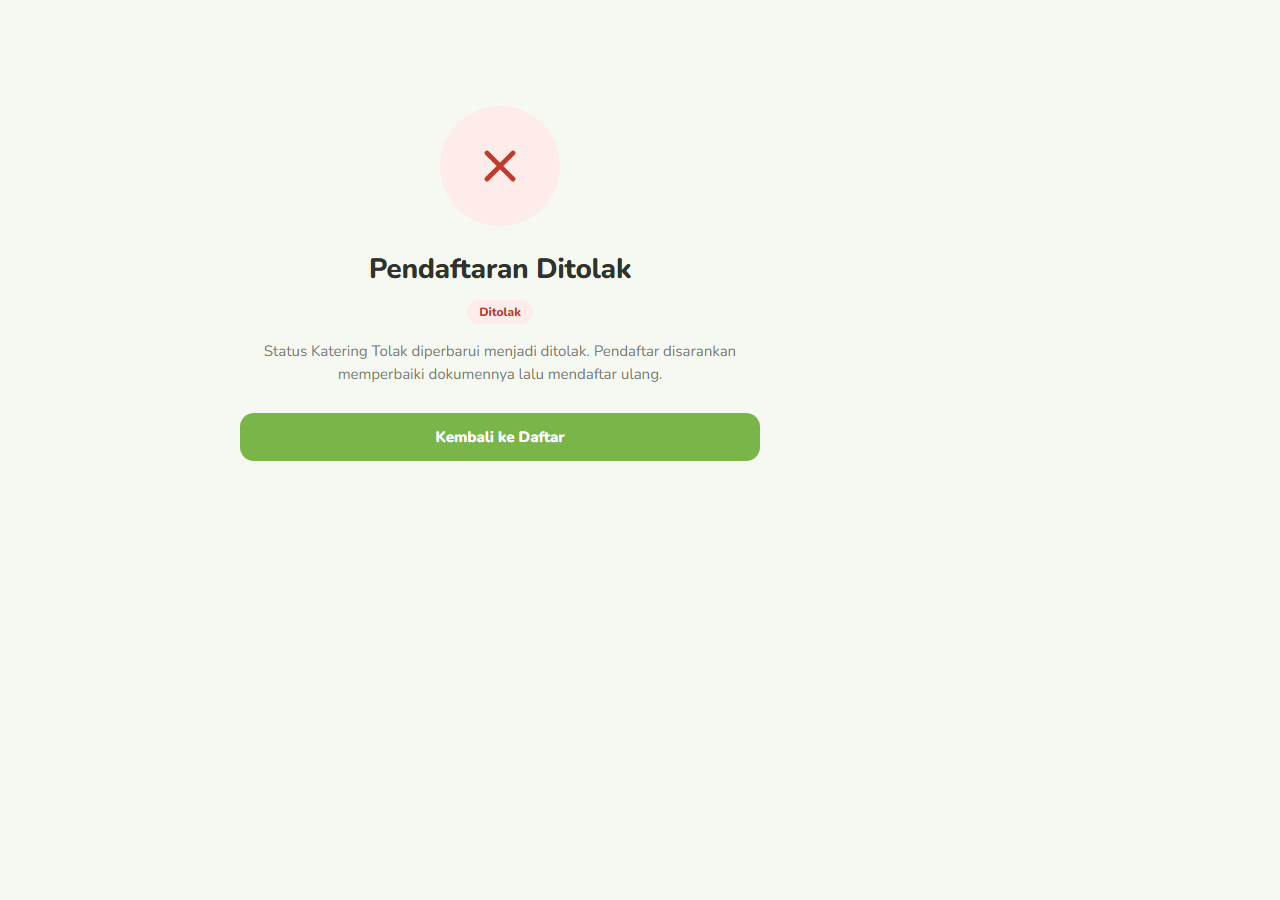 Pendaftaran Ditolak
Ditolak
Status Katering Tolak diperbarui menjadi ditolak. Pendaftar disarankan
memperbaiki dokumennya lalu mendaftar ulang.
Kembali ke Daftar